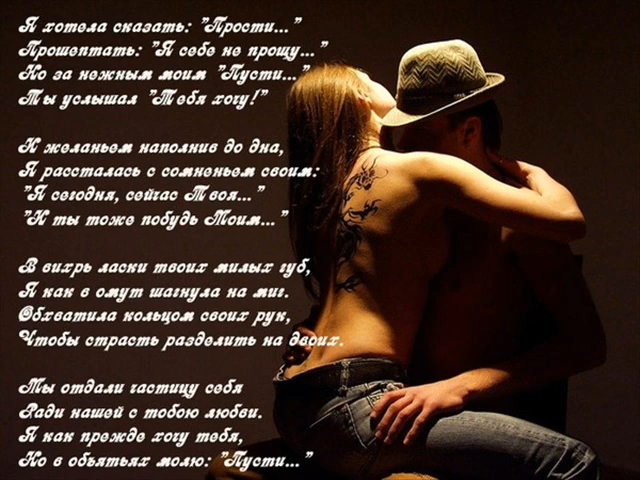 Я хотела сказать: "Прости..."
Прошептать: "Я себе не прощу..."
Но за нежным моим "Пусти..."
Ты услышал "Тебя хочу!"
И желаньем наполнив до дна,
Я рассталась с сомненьем своим:
"Я сегодня, сейчас Твоя..."
"И ты тоже побудь Моим..."
В вихрь ласки твоих милых губ,
Я как в омут шагнула на миг.
Обхватила кольцом своих рук,
Чтобы страсть разделить на двоих.
Мы отдали частицу себя
Ради нашей с тобою любви.
Я как прежде хочу тебя,
Но в обьятьях молю: "Пусти..."